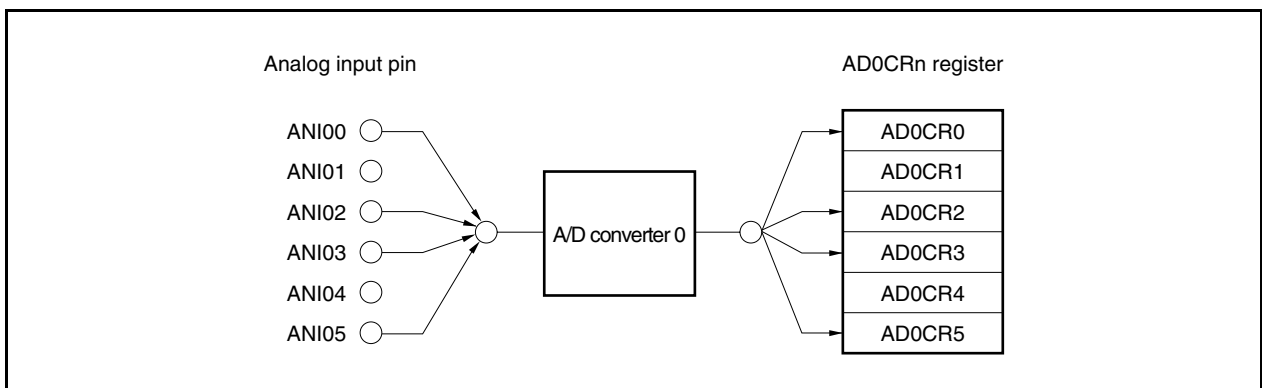 Analog input pin
AD0CRn register
ANI00
ANI01
ANI02
ANI03
ANI04
ANI05
A/D converter 0
AD0CR0
AD0CR1
AD0CR2
AD0CR3
AD0CR4
AD0CR5